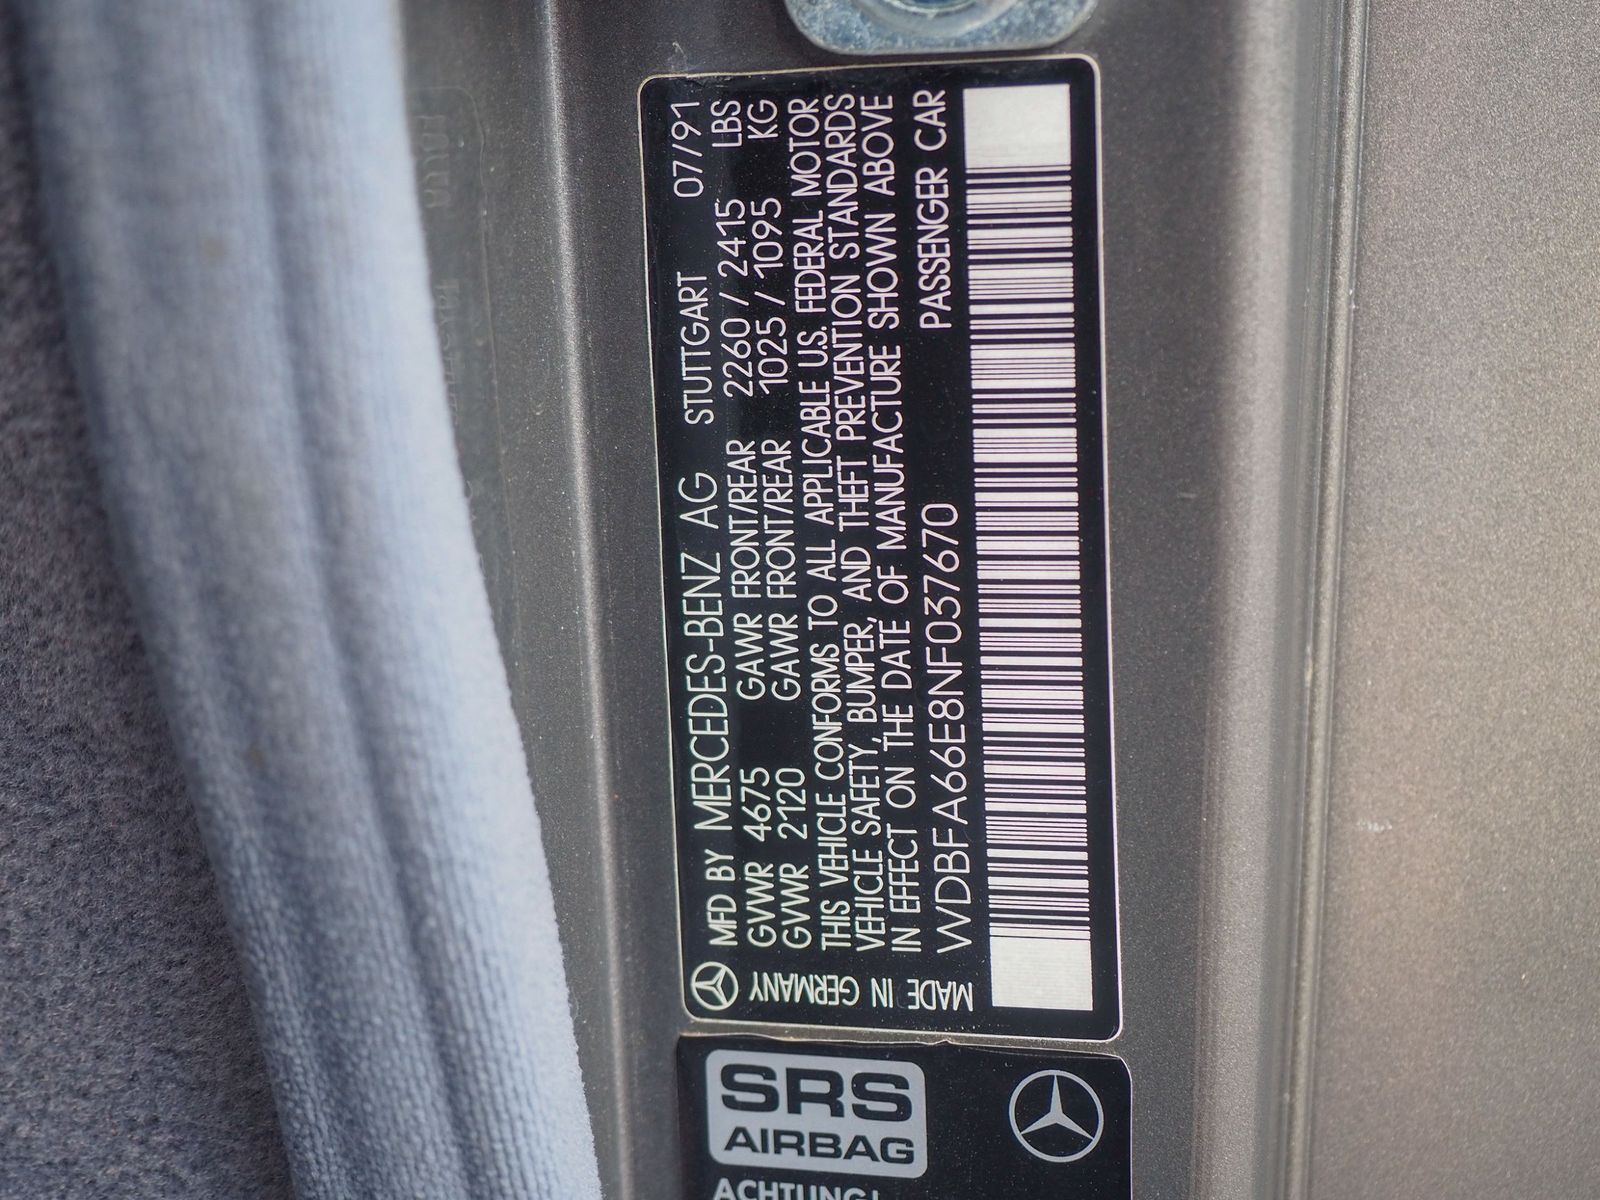 MFD BY MERCEDES-BENZ AG STUTTGART 07/91
GVWR 4675 GAWR FRONT/REAR 2260 / 2415 LBS
GVWR 2120 GAWR FRONT/REAR 1025 / 1095 KG
THIS VEHICLE CONFORMS TO ALL APPLICABLE U.S. FEDERAL MOTOR
VEHICLE SAFETY, BUMPER, AND THEFT PREVENTION STANDARDS
IN EFFECT ON THE DATE OF MANUFACTURE SHOWN ABOVE
WDBFA66E8NF037670 PASSENGER CAR
MADE IN GERMANY
SRS
AIRBAG
ACHTUNG!